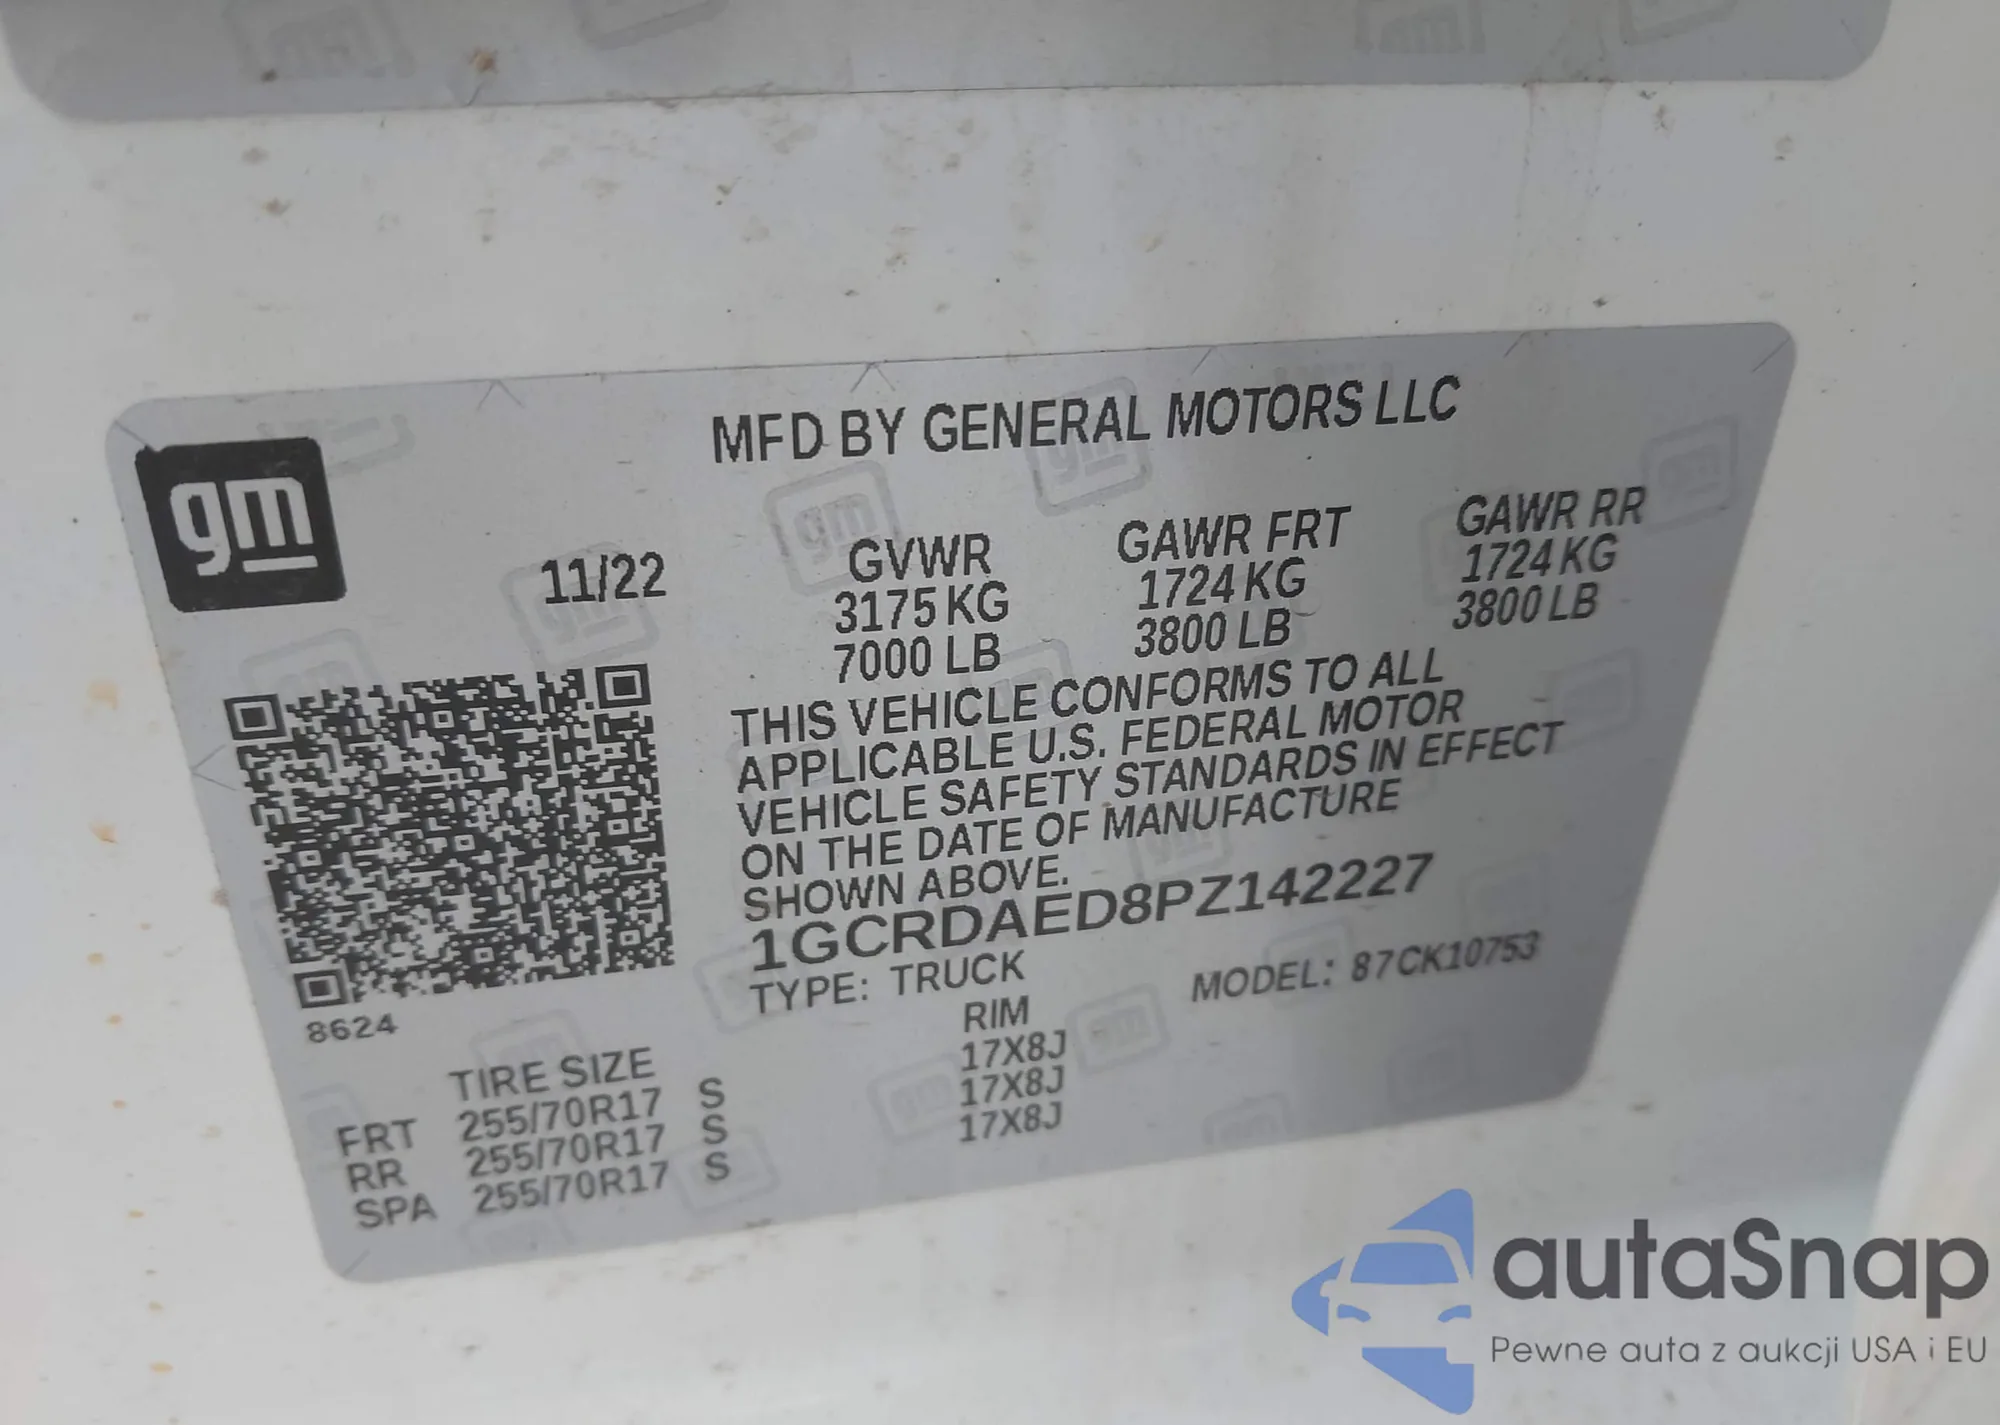 MFD BY GENERAL MOTORS LLC
gm
11/22
GVWR
3175 KG
7000 LB
GAWR FRT
1724 KG
3800 LB
GAWR RR
1724 KG
3800 LB
THIS VEHICLE CONFORMS TO ALL
APPLICABLE U.S. FEDERAL MOTOR
VEHICLE SAFETY STANDARDS IN EFFECT
ON THE DATE OF MANUFACTURE
SHOWN ABOVE.
1GCRDAED8PZ142227
TYPE: TRUCK
MODEL: 87CK10753
8624
TIRE SIZE RIM
FRT 255/70R17 S 17X8J
RR 255/70R17 S 17X8J
SPA 255/70R17 S 17X8J
autaSnap
Pewne auta z aukcji USA i EU